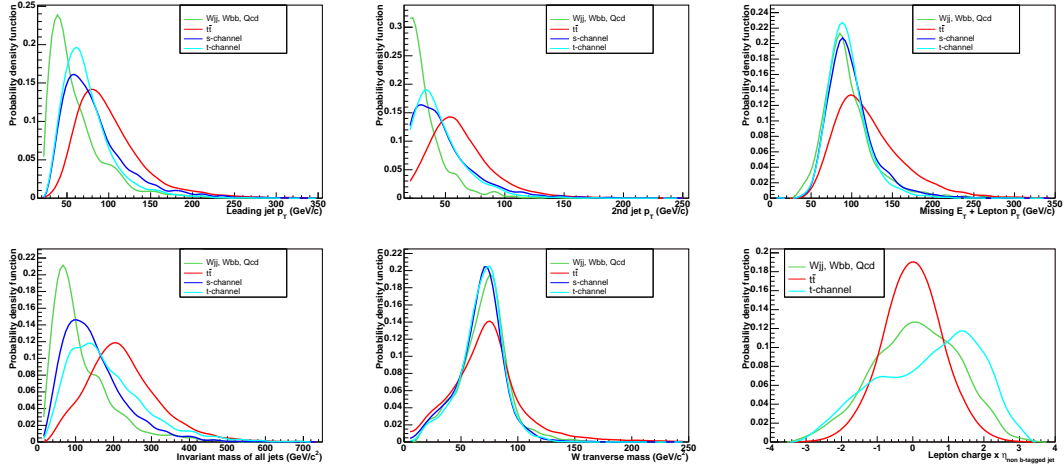 Probability density function
0.25
0.2
0.15
0.1
0.05
Wjj, Wbb, Qcd
tt̄
s-channel
t-channel
50 100 150 200 250 300 350
Leading jet pT (GeV/c)
Probability density function
0.35
0.3
0.25
0.2
0.15
0.1
0.05
0
Wjj, Wbb, Qcd
tt̄
s-channel
t-channel
0 50 100 150 200 250
2nd jet pT (GeV/c)
Probability density function
0.24
0.22
0.2
0.18
0.16
0.14
0.12
0.1
0.08
0.06
0.04
0.02
0
Wjj, Wbb, Qcd
tt̄
s-channel
t-channel
0 50 100 150 200 250 300 350
Missing ET + Lepton pT (GeV/c)
Probability density function
0.22
0.2
0.18
0.16
0.14
0.12
0.1
0.08
0.06
0.04
0.02
0
Wjj, Wbb, Qcd
tt̄
s-channel
t-channel
0 100 200 300 400 500 600 700
Invariant mass of all jets (GeV/c²)
Probability density function
0.22
0.2
0.18
0.16
0.14
0.12
0.1
0.08
0.06
0.04
0.02
0
Wjj, Wbb, Qcd
tt̄
s-channel
t-channel
0 50 100 150 200 250
W tranverse mass (GeV/c²)
Probability density function
0.2
0.18
0.16
0.14
0.12
0.1
0.08
0.06
0.04
0.02
0
Wjj, Wbb, Qcd
tt̄
t-channel
-4 -3 -2 -1 0 1 2 3 4
Lepton charge x η non b-tagged jet